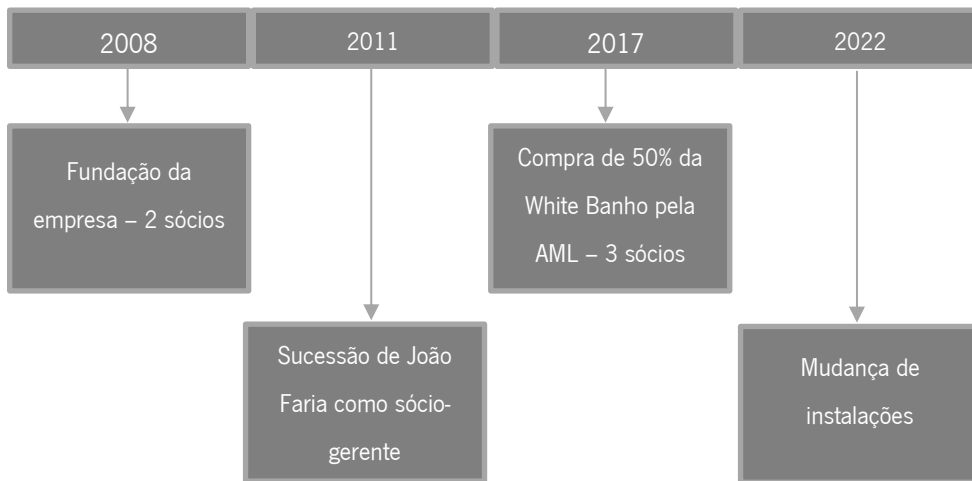 2008
2011
2017
2022
Fundação da
empresa – 2 sócios
Compra de 50% da
White Banho pela
AML – 3 sócios
Sucessão de João
Faria como sócio-
gerente
Mudança de
instalações